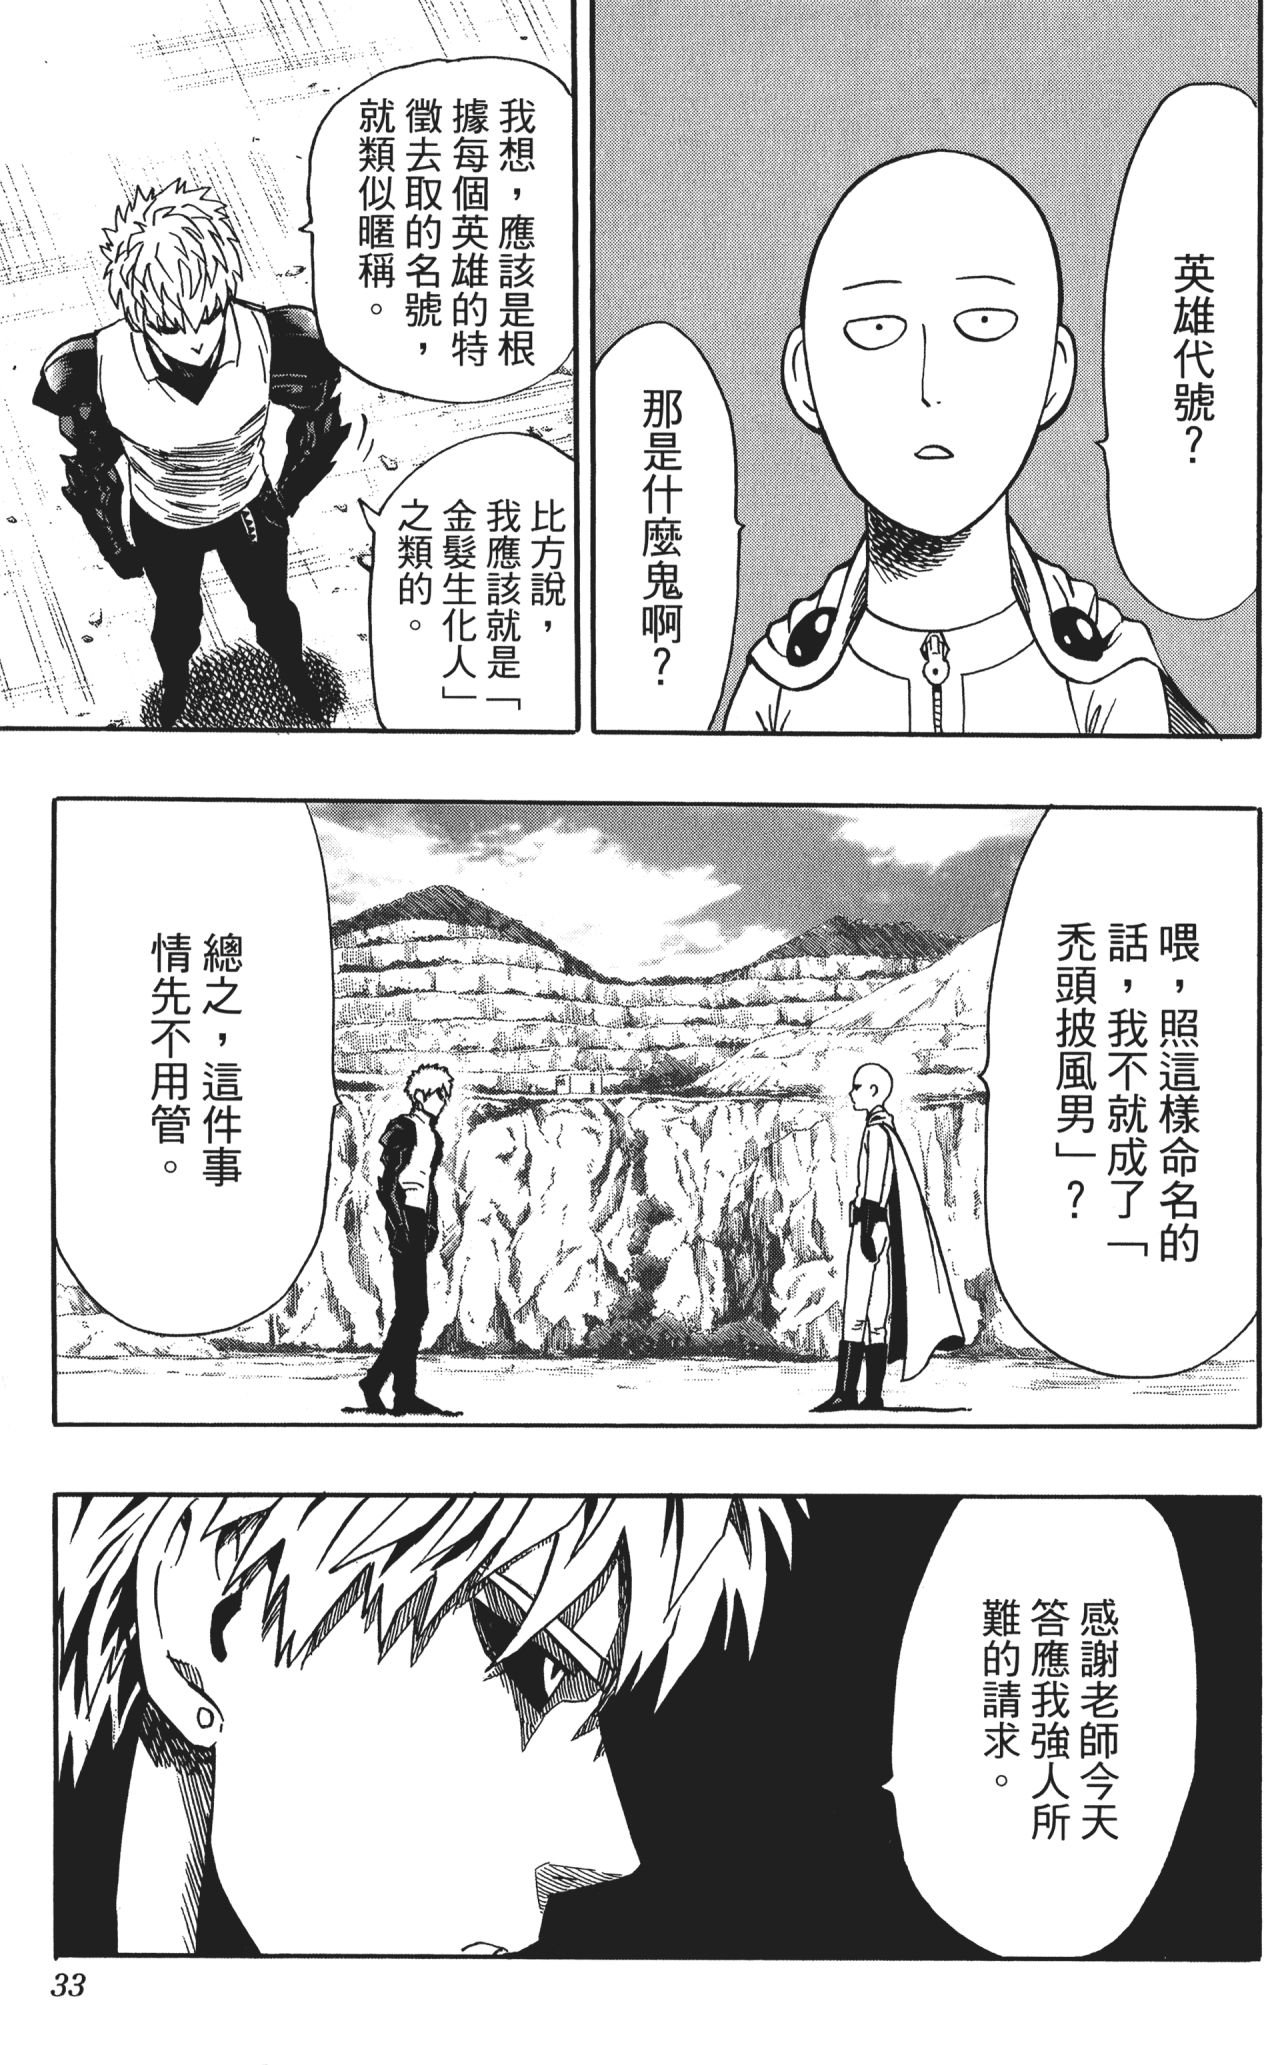 英雄代號？
那是什麼鬼啊？
我想，應該是根
據每個英雄的特
徵去取的名號，
就類似暱稱。
比方說，
我應該就是「
金髮生化人」
之類的。
喂，照這樣命名的
話，我不就成了「
禿頭披風男」？
總之，這件事
情先不用管。
感謝老師今天
答應我強人所
難的請求。
33